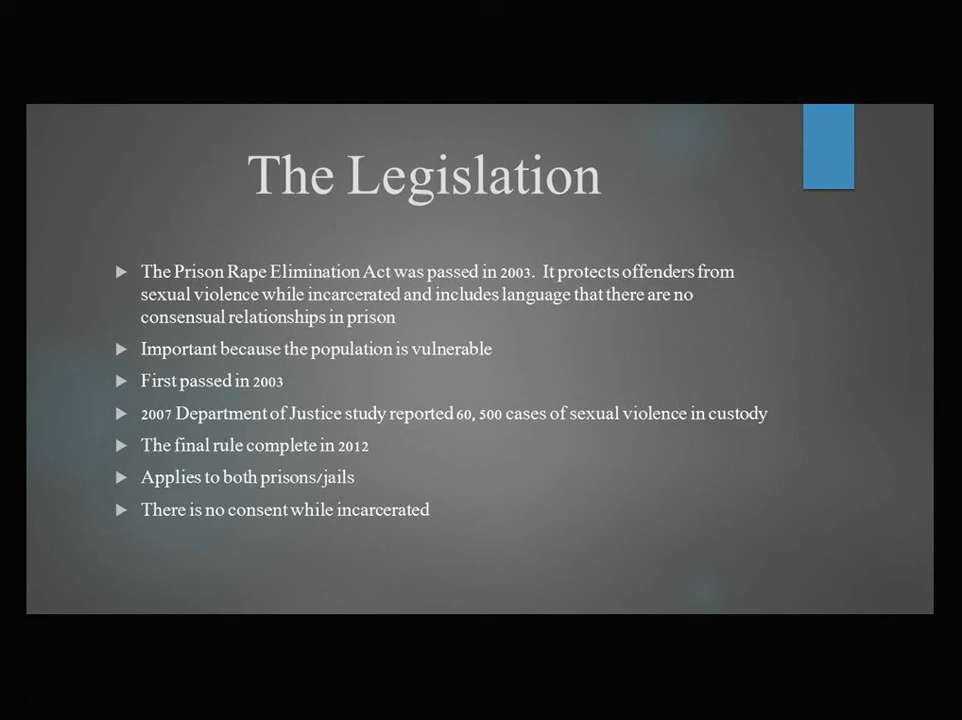 The Legislation
The Prison Rape Elimination Act was passed in 2003. It protects offenders from
sexual violence while incarcerated and includes language that there are no
consensual relationships in prison
Important because the population is vulnerable
First passed in 2003
2007 Department of Justice study reported 60, 500 cases of sexual violence in custody
The final rule complete in 2012
Applies to both prisons/jails
There is no consent while incarcerated